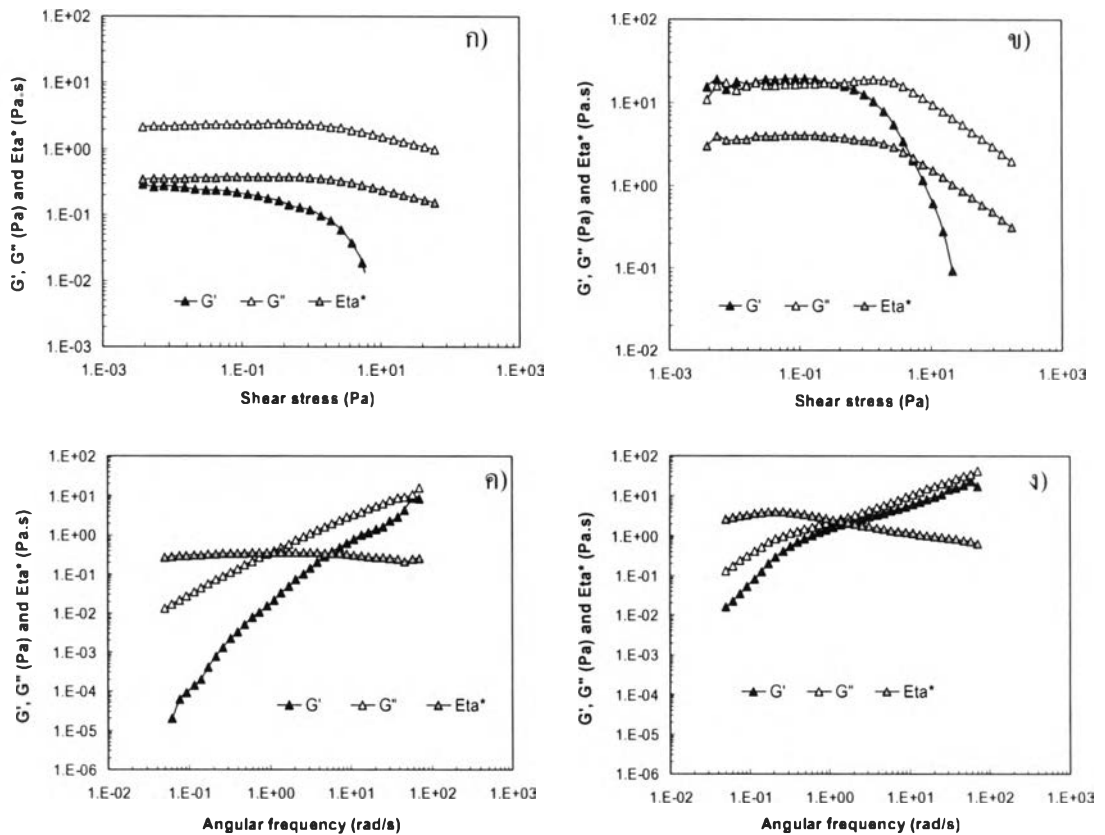 ก)
1.E+02
1.E+01
1.E+00
1.E-01
1.E-02
1.E-03
G', G" (Pa) and Eta* (Pa.s)
G' G" Eta*
1.E-03 1.E-01 1.E+01 1.E+03
Shear stress (Pa)
ข)
1.E+02
1.E+01
1.E+00
1.E-01
1.E-02
G', G" (Pa) and Eta* (Pa.s)
G' G" Eta*
1.E-03 1.E-01 1.E+01 1.E+03
Shear stress (Pa)
ค)
1.E+02
1.E+01
1.E+00
1.E-01
1.E-02
1.E-03
1.E-04
1.E-05
1.E-06
G', G" (Pa) and Eta* (Pa.s)
G' G" Eta*
1.E-02 1.E-01 1.E+00 1.E+01 1.E+02 1.E+03
Angular frequency (rad/s)
ง)
1.E+02
1.E+01
1.E+00
1.E-01
1.E-02
1.E-03
1.E-04
1.E-05
1.E-06
G', G" (Pa) and Eta* (Pa.s)
G' G" Eta*
1.E-02 1.E-01 1.E+00 1.E+01 1.E+02 1.E+03
Angular frequency (rad/s)